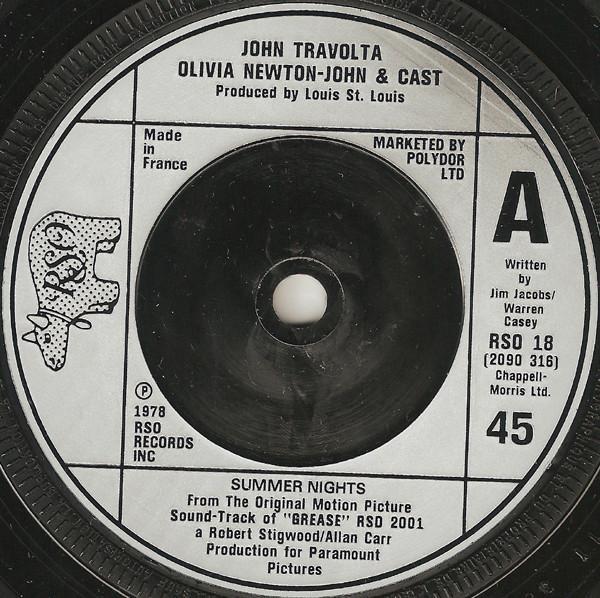 JOHN TRAVOLTA
OLIVIA NEWTON-JOHN & CAST
Produced by Louis St. Louis
Made
in
France
MARKETED BY
POLYDOR
LTD
RSO
A
Written
by
Jim Jacobs/
Warren
Casey
RSO 18
(2090 316)
Chappell-
Morris Ltd.
45
Ⓟ
1978
RSO
RECORDS
INC
SUMMER NIGHTS
From The Original Motion Picture
Sound-Track of "GREASE" RSD 2001
a Robert Stigwood/Allan Carr
Production for Paramount
Pictures